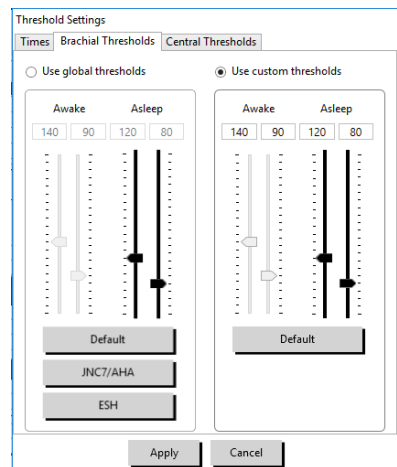 Threshold Settings
Times Brachial Thresholds Central Thresholds
Use global thresholds Use custom thresholds
Awake Asleep Awake Asleep
140 90 120 80 140 90 120 80
Default Default
JNC7/AHA
ESH
Apply Cancel